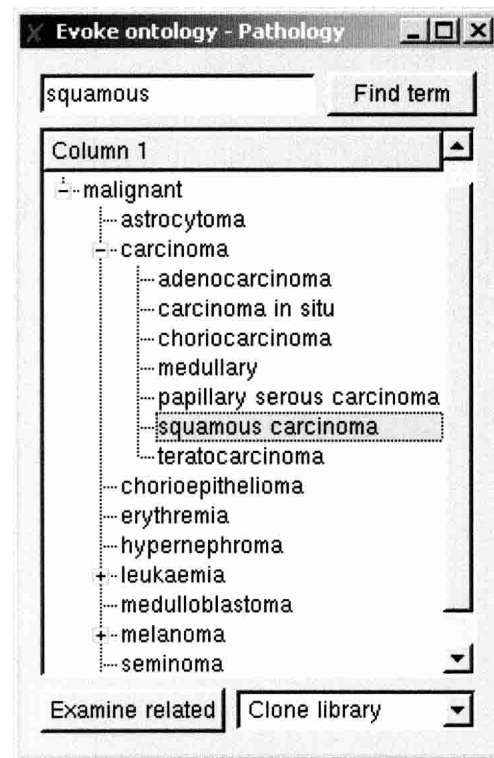 Evoke ontology - Pathology
squamous
Find term
Column 1
malignant
astrocytoma
carcinoma
adenocarcinoma
carcinoma in situ
choriocarcinoma
medullary
papillary serous carcinoma
squamous carcinoma
teratocarcinoma
chorioepithelioma
erythremia
hypernephroma
leukaemia
medulloblastoma
melanoma
seminoma
Examine related
Clone library